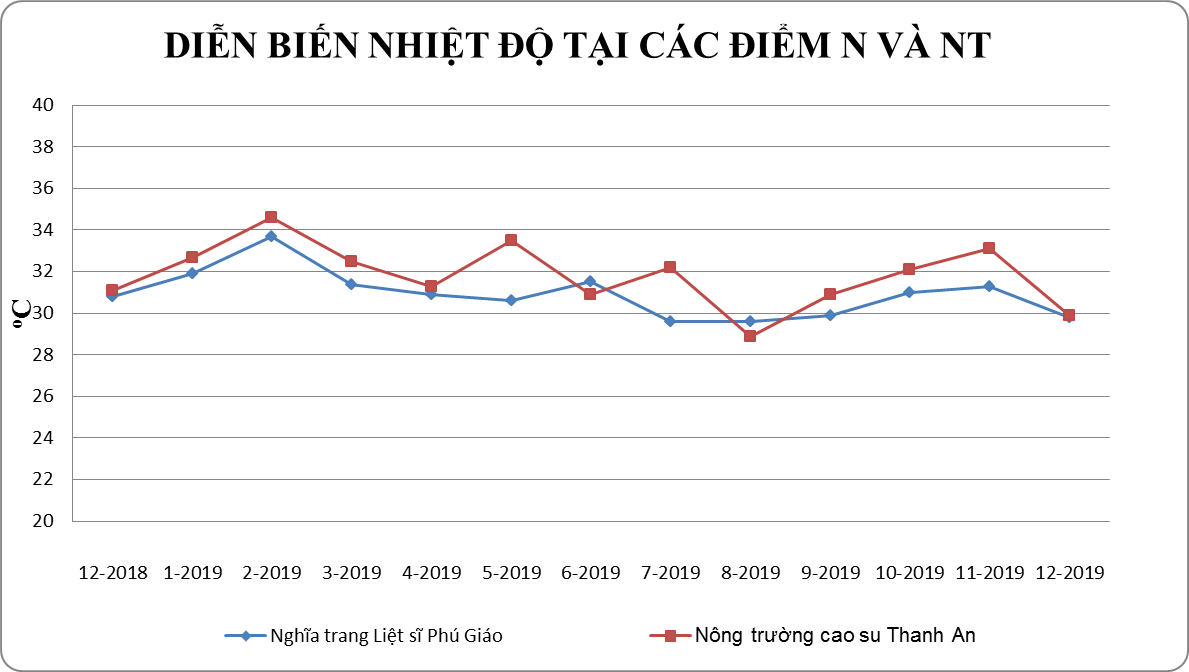 DIỄN BIẾN NHIỆT ĐỘ TẠI CÁC ĐIỂM N VÀ NT
40
38
36
34
32
30
28
26
24
22
20
ºC
12-2018 1-2019 2-2019 3-2019 4-2019 5-2019 6-2019 7-2019 8-2019 9-2019 10-2019 11-2019 12-2019
Nghĩa trang Liệt sĩ Phú Giáo Nông trường cao su Thanh An